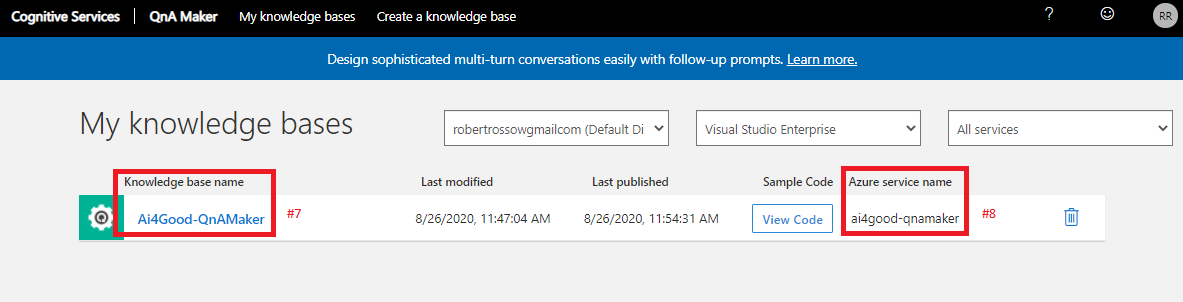 Cognitive Services | QnA Maker My knowledge bases Create a knowledge base ? RR
Design sophisticated multi-turn conversations easily with follow-up prompts. Learn more.
My knowledge bases robertrossowgmailcom (Default Di Visual Studio Enterprise All services
Knowledge base name Last modified Last published Sample Code Azure service name
Ai4Good-QnAMaker #7 8/26/2020, 11:47:04 AM 8/26/2020, 11:54:31 AM View Code ai4good-qnamaker #8